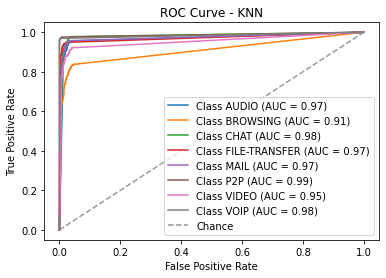 ROC Curve - KNN
True Positive Rate
1.0
0.8
0.6
0.4
0.2
0.0
Class AUDIO (AUC = 0.97)
Class BROWSING (AUC = 0.91)
Class CHAT (AUC = 0.98)
Class FILE-TRANSFER (AUC = 0.97)
Class MAIL (AUC = 0.97)
Class P2P (AUC = 0.99)
Class VIDEO (AUC = 0.95)
Class VOIP (AUC = 0.98)
Chance
0.0 0.2 0.4 0.6 0.8 1.0
False Positive Rate